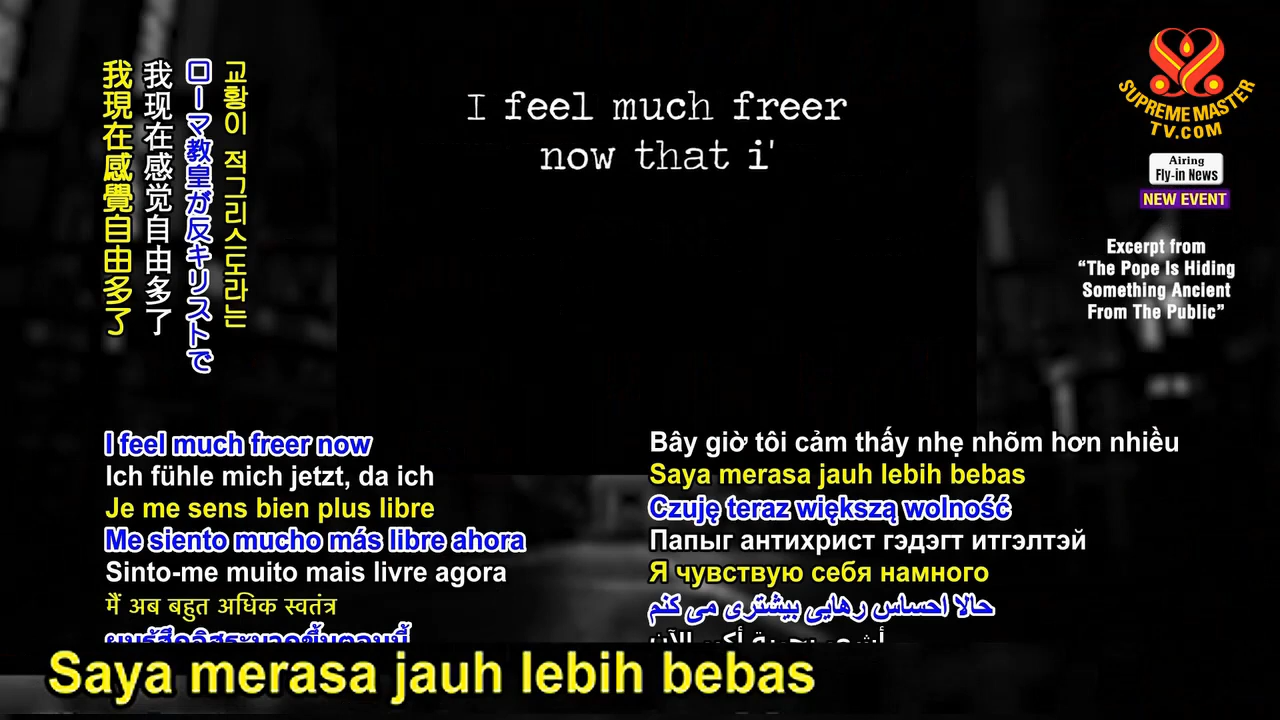 I feel much freer
now that i'
我現在感覺自由多了
我现在感觉自由多了
ローマ教皇が反キリストで
교황이 적그리스도라는
SUPREME MASTER
TV.COM
Airing
Fly-in News
NEW EVENT
Excerpt from
“The Pope Is Hiding
Something Ancient
From The Public”
I feel much freer now
Ich fühle mich jetzt, da ich
Je me sens bien plus libre
Me siento mucho más libre ahora
Sinto-me muito mais livre agora
मैं अब बहुत अधिक स्वतंत्र
Bây giờ tôi cảm thấy nhẹ nhõm hơn nhiều
Saya merasa jauh lebih bebas
Czuję teraz większą wolność
Папыг антихрист гэдэгт итгэлтэй
Я чувствую себя намного
حالا احساس رهایی بیشتری می کنم
Saya merasa jauh lebih bebas